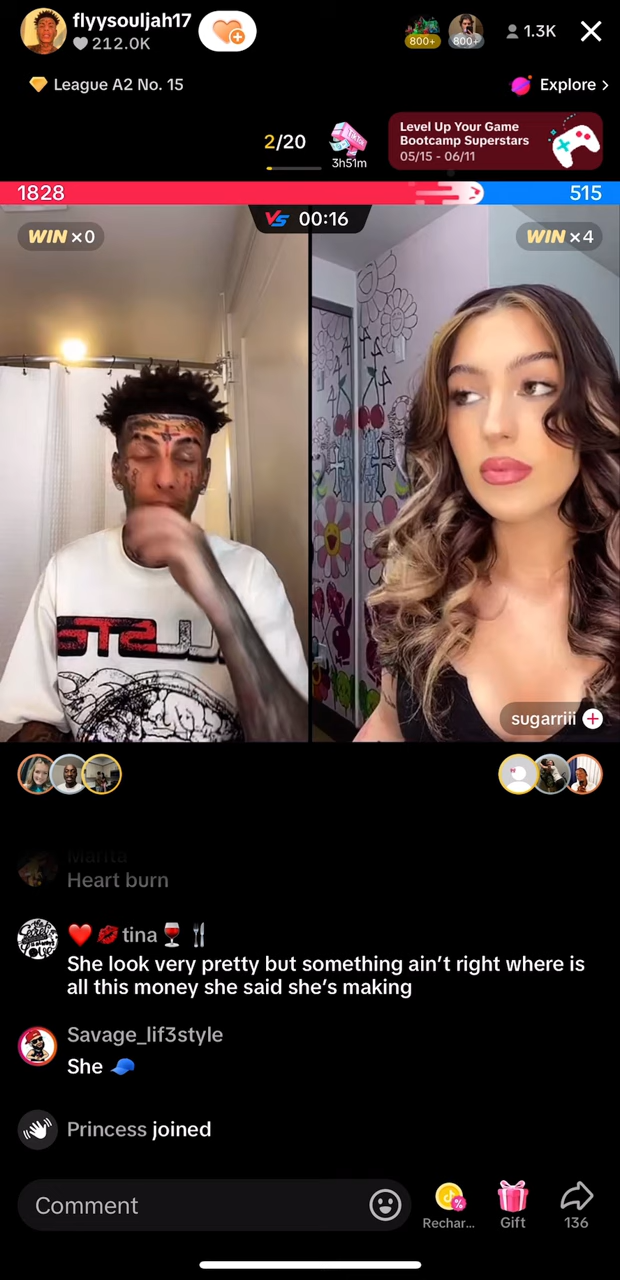 flyysouljah17
212.0K
800+
800+
1.3K
League A2 No. 15
Explore >
2/20
3h51m
Level Up Your Game
Bootcamp Superstars
05/15 - 06/11
1828
515
VS 00:16
WIN ×0
WIN ×4
sugarriii
Marita
Heart burn
❤️💋tina🍷🍴
She look very pretty but something ain't right where is
all this money she said she's making
Savage_lif3style
She 🧢
Princess joined
Comment
Rechar...
Gift
136